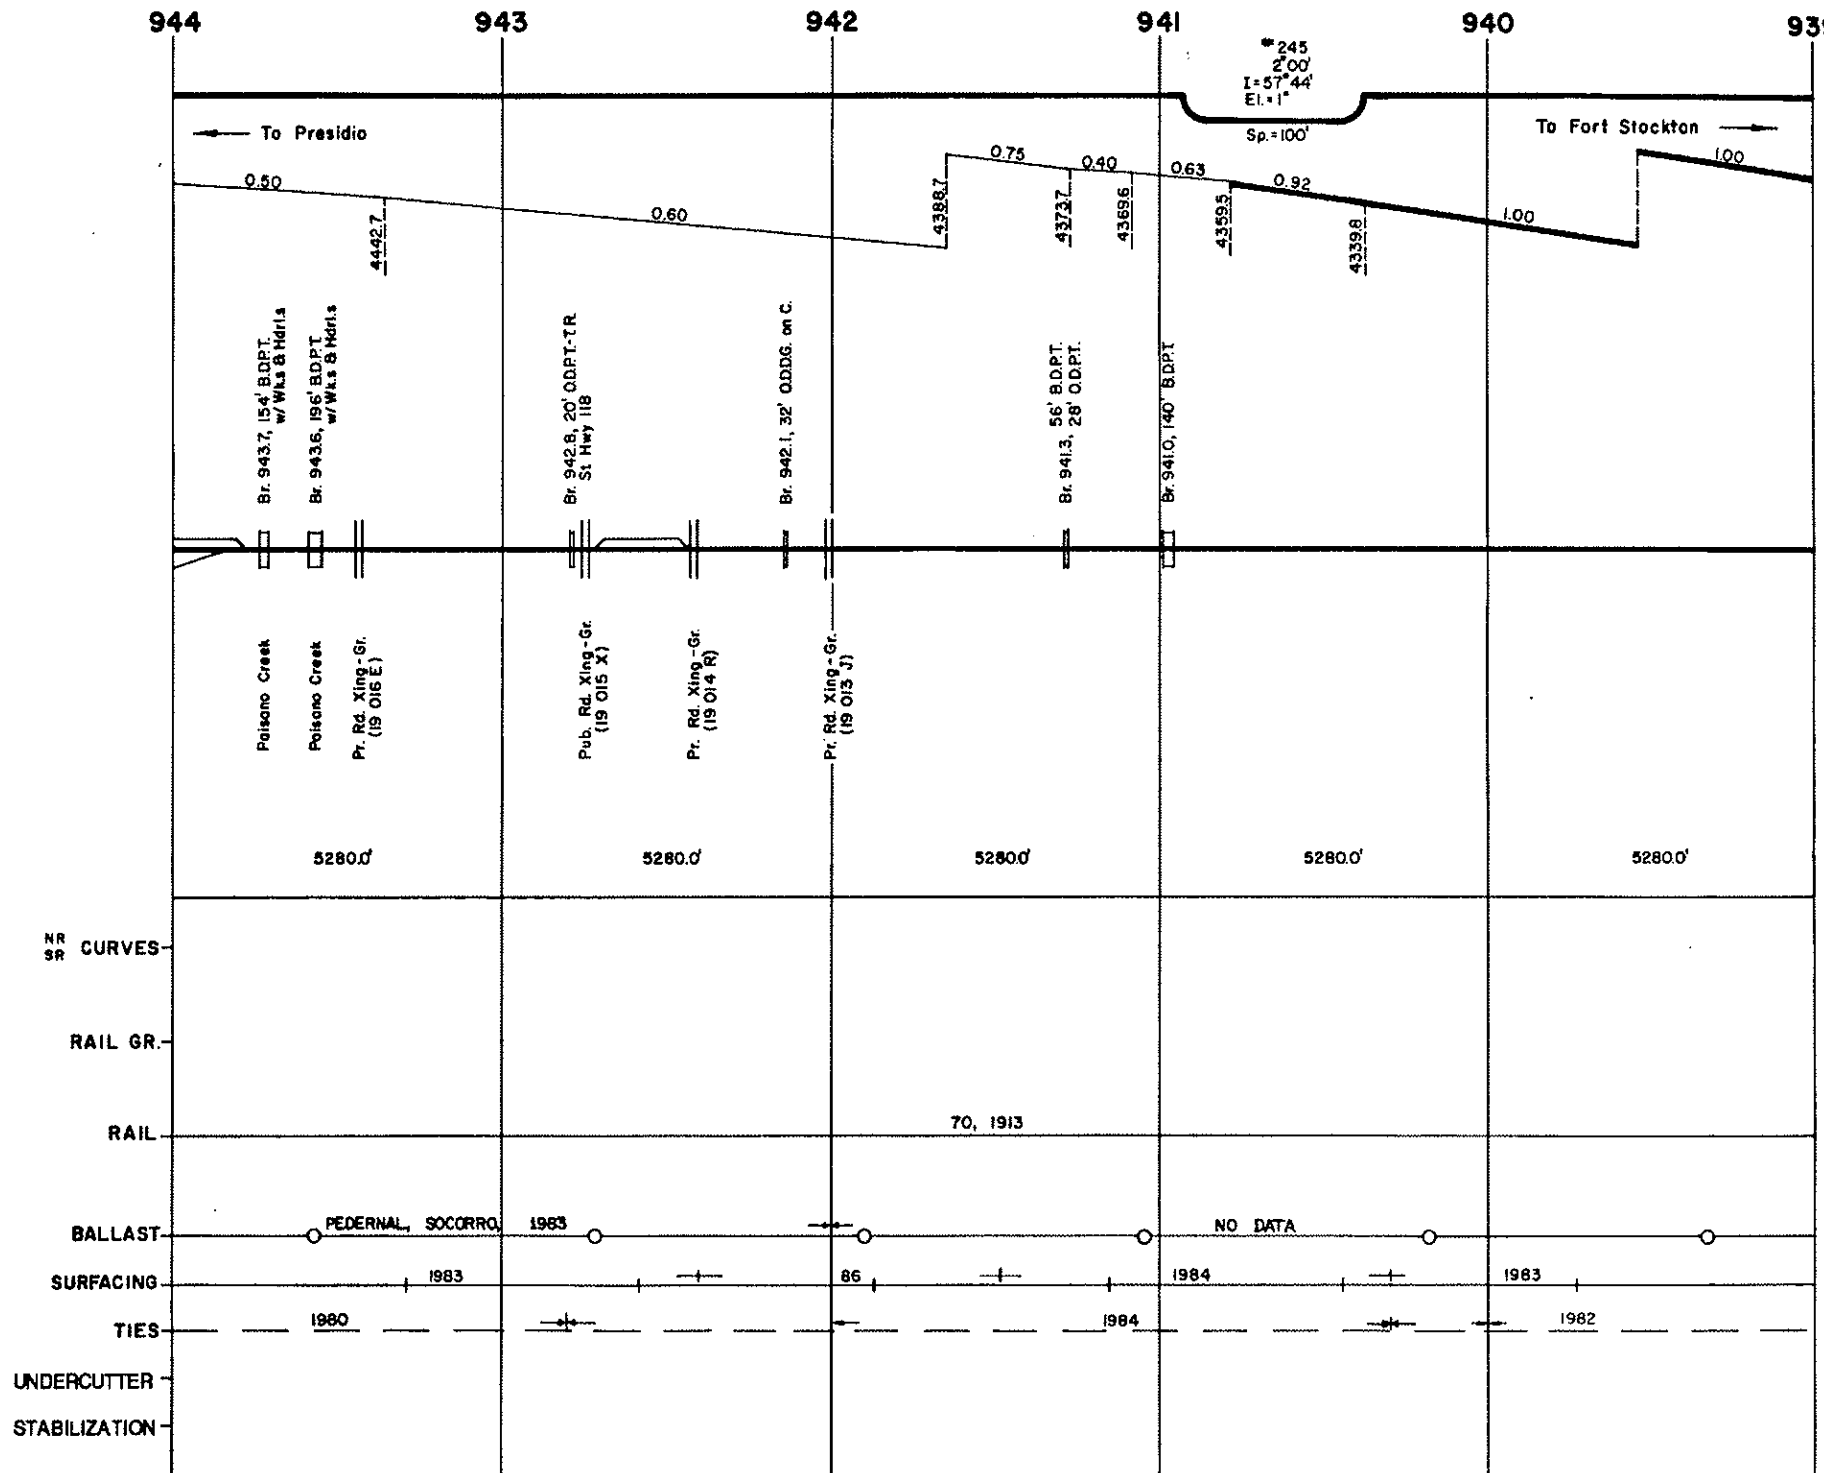 944
943
942
941
940
#245
2°00'
I=57°44'
El.=1"
Sp.=100'
To Presidio
To Fort Stockton
0.50
0.60
0.75
0.40
0.63
0.92
1.00
1.00
4442.7
4388.7
4373.7
4369.6
4359.5
4339.8
Br. 943.7, 154' B.D.P.T.
w/ Wk.s & Hdrl.s
Br. 943.6, 196' B.D.P.T.
w/ Wk.s & Hdrl.s
Br. 942.8, 20' O.D.P.T.-T.R.
St Hwy 118
Br. 942.1, 32' O.D.D.G. on C.
Br. 941.3, 56' B.D.P.T.
28' O.D.P.T.
Br. 941.0, 140' B.D.P.T.
Paisano Creek
Paisano Creek
Pr. Rd. Xing-Gr.
(19 016 E)
Pub. Rd. Xing-Gr.
(19 015 X)
Pr. Rd. Xing-Gr.
(19 014 R)
Pr. Rd. Xing-Gr.
(19 013 J)
5280.0'
5280.0'
5280.0'
5280.0'
5280.0'
NR
SR
CURVES
RAIL GR.
RAIL
70, 1913
BALLAST
PEDERNAL, SOCORRO, 1983
NO DATA
SURFACING
1983
86
1984
1983
TIES
1980
1984
1982
UNDERCUTTER
STABILIZATION